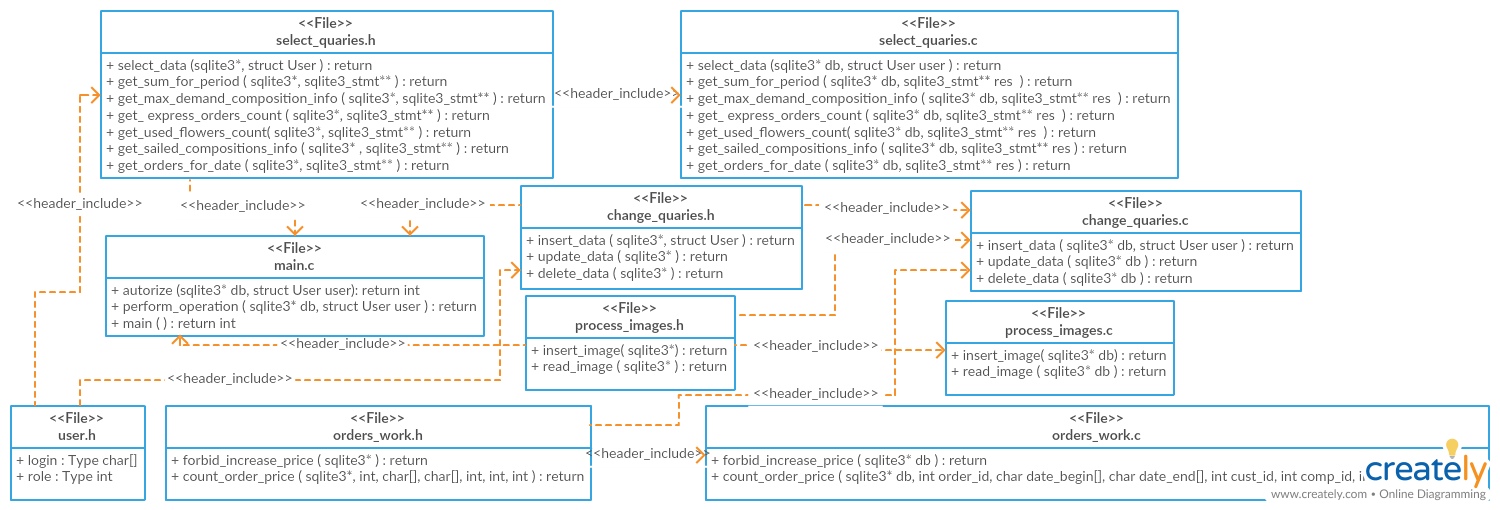 <<File>>
select_quaries.h
+ select_data (sqlite3*, struct User ) : return
+ get_sum_for_period ( sqlite3*, sqlite3_stmt** ) : return
+ get_max_demand_composition_info ( sqlite3*, sqlite3_stmt** ) : return
+ get_ express_orders_count ( sqlite3*, sqlite3_stmt** ) : return
+ get_used_flowers_count( sqlite3*, sqlite3_stmt** ) : return
+ get_sailed_compositions_info ( sqlite3* , sqlite3_stmt** ) : return
+ get_orders_for_date ( sqlite3*, sqlite3_stmt** ) : return
<<header_include>>
<<File>>
select_quaries.c
+ select_data (sqlite3* db, struct User user ) : return
+ get_sum_for_period ( sqlite3* db, sqlite3_stmt** res ) : return
+ get_max_demand_composition_info ( sqlite3* db, sqlite3_stmt** res ) : return
+ get_ express_orders_count ( sqlite3* db, sqlite3_stmt** res ) : return
+ get_used_flowers_count( sqlite3* db, sqlite3_stmt** res ) : return
+ get_sailed_compositions_info ( sqlite3* db, sqlite3_stmt** res ) : return
+ get_orders_for_date ( sqlite3* db, sqlite3_stmt** res ) : return
<<header_include>>
<<header_include>>
<<header_include>>
<<File>>
change_quaries.h
+ insert_data ( sqlite3*, struct User ) : return
+ update_data ( sqlite3* ) : return
+ delete_data ( sqlite3* ) : return
<<header_include>>
<<header_include>>
<<File>>
change_quaries.c
+ insert_data ( sqlite3* db, struct User user ) : return
+ update_data ( sqlite3* db ) : return
+ delete_data ( sqlite3* db ) : return
<<File>>
main.c
+ autorize (sqlite3* db, struct User user): return int
+ perform_operation ( sqlite3* db, struct User user ) : return
+ main ( ) : return int
<<header_include>>
<<File>>
process_images.h
+ insert_image( sqlite3*) : return
+ read_image ( sqlite3* ) : return
<<header_include>>
<<File>>
process_images.c
+ insert_image( sqlite3* db) : return
+ read_image ( sqlite3* db ) : return
<<header_include>>
<<header_include>>
<<File>>
user.h
+ login : Type char[]
+ role : Type int
<<File>>
orders_work.h
+ forbid_increase_price ( sqlite3* ) : return
+ count_order_price ( sqlite3*, int, char[], char[], int, int, int ) : return
<<header_include>>
<<File>>
orders_work.c
+ forbid_increase_price ( sqlite3* db ) : return
+ count_order_price ( sqlite3* db, int order_id, char date_begin[], char date_end[], int cust_id, int comp_id,
creately
www.creately.com • Online Diagramming